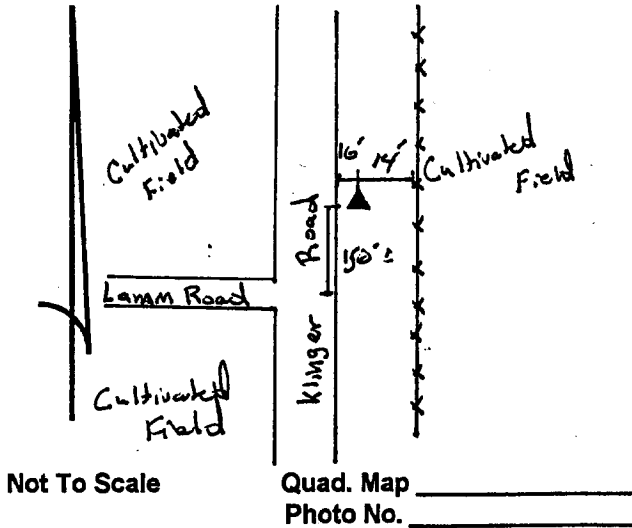 Cultivated
Field
16' 14'
Cultivated
Field
150' ±
Klinger Road
Lamm Road
Cultivated
Field
Not To Scale
Quad. Map
Photo No.